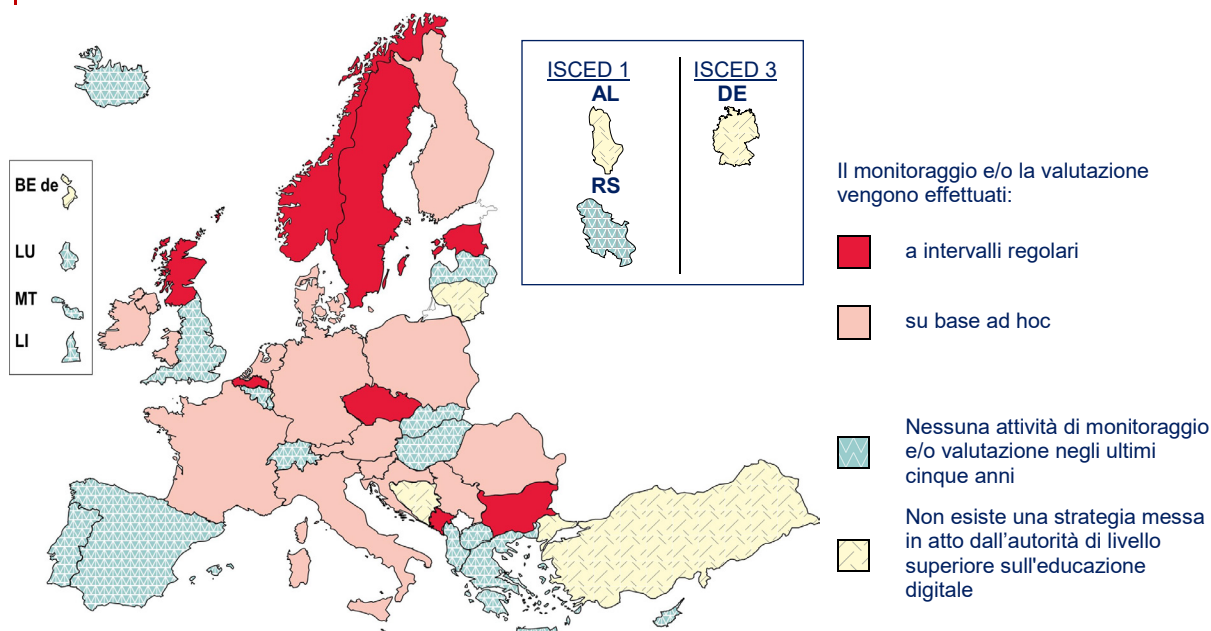 BE de
LU
MT
LI
ISCED 1
AL
RS
ISCED 3
DE
Il monitoraggio e/o la valutazione
vengono effettuati:
a intervalli regolari
su base ad hoc
Nessuna attività di monitoraggio
e/o valutazione negli ultimi
cinque anni
Non esiste una strategia messa
in atto dall’autorità di livello
superiore sull'educazione
digitale